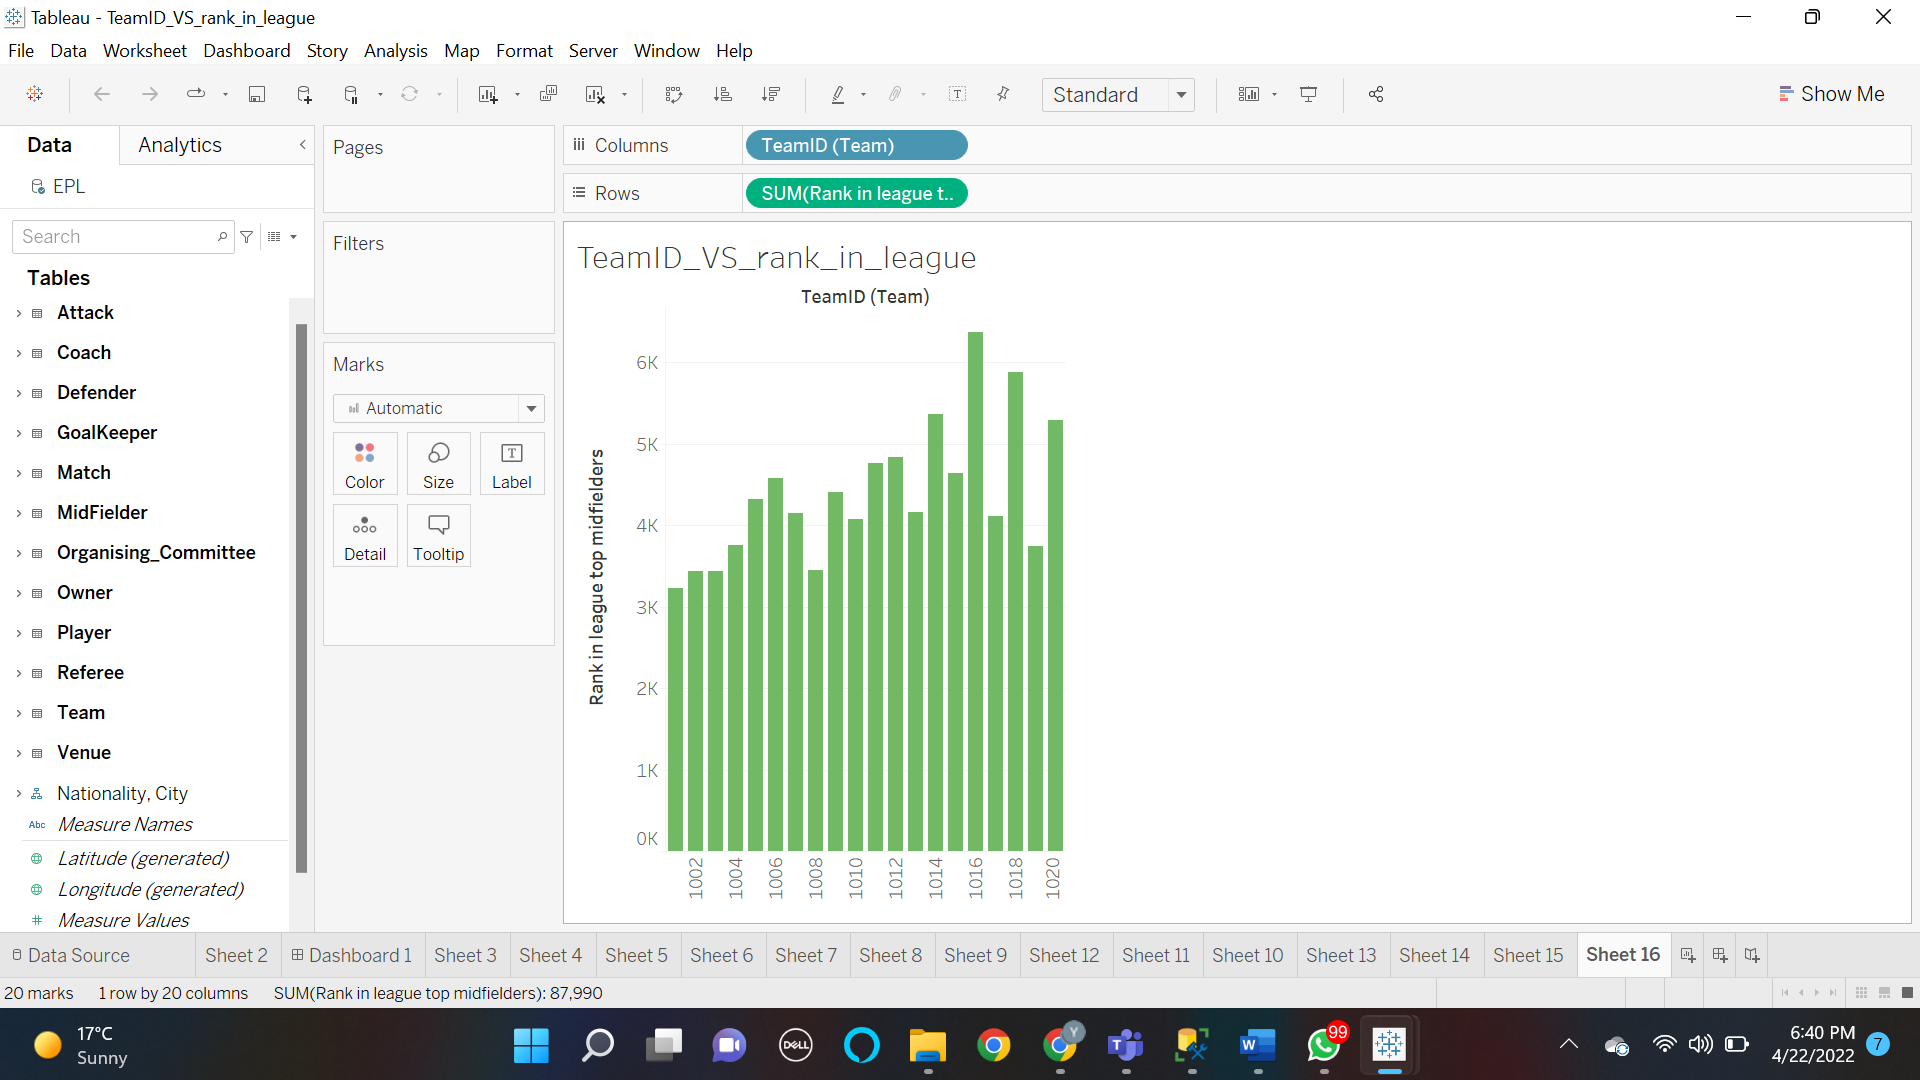 Tableau - TeamID_VS_rank_in_league
File Data Worksheet Dashboard Story Analysis Map Format Server Window Help
Standard
Show Me
Data
Analytics
EPL
Search
Tables
Attack
Coach
Defender
GoalKeeper
Match
MidFielder
Organising_Committee
Owner
Player
Referee
Team
Venue
Nationality, City
Abc Measure Names
Latitude (generated)
Longitude (generated)
Measure Values
Pages
Filters
Marks
Automatic
Color
Size
T
Label
Detail
Tooltip
Columns
TeamID (Team)
Rows
SUM(Rank in league t..
TeamID_VS_rank_in_league
TeamID (Team)
Rank in league top midfielders
6K
5K
4K
3K
2K
1K
0K
1002
1004
1006
1008
1010
1012
1014
1016
1018
1020
Data Source
Sheet 2
Dashboard 1
Sheet 3
Sheet 4
Sheet 5
Sheet 6
Sheet 7
Sheet 8
Sheet 9
Sheet 12
Sheet 11
Sheet 10
Sheet 13
Sheet 14
Sheet 15
Sheet 16
20 marks 1 row by 20 columns SUM(Rank in league top midfielders): 87,990
17°C
Sunny
DELL
Y
T
W
99
6:40 PM
4/22/2022
7